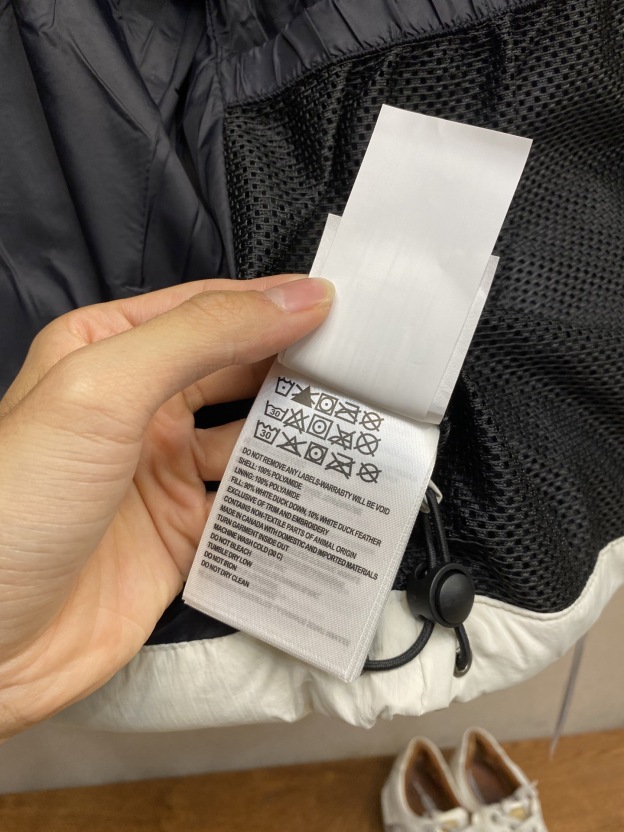 30
30
DO NOT REMOVE ANY LABELS-WARRABTY WILL BE VOID
SHELL: 100% POLYAMIDE
LINING: 100% POLYAMIDE
FILL: 90% WHITE DUCK DOWN, 10% WHITE DUCK FEATHER
EXCLUSIVE OF TRIM AND EMBROIDERY
CONTAINS NON-TEXTILE PARTS OF ANIMAL ORIGIN
MADE IN CANADA WITH DOMESTIC AND IMPORTED MATERIALS
TURN GARMENT INSIDE OUT
MACHINE WASH COLD (30 C)
DO NOT BLEACH
TUMBLE DRY LOW
DO NOT IRON
DO NOT DRY CLEAN